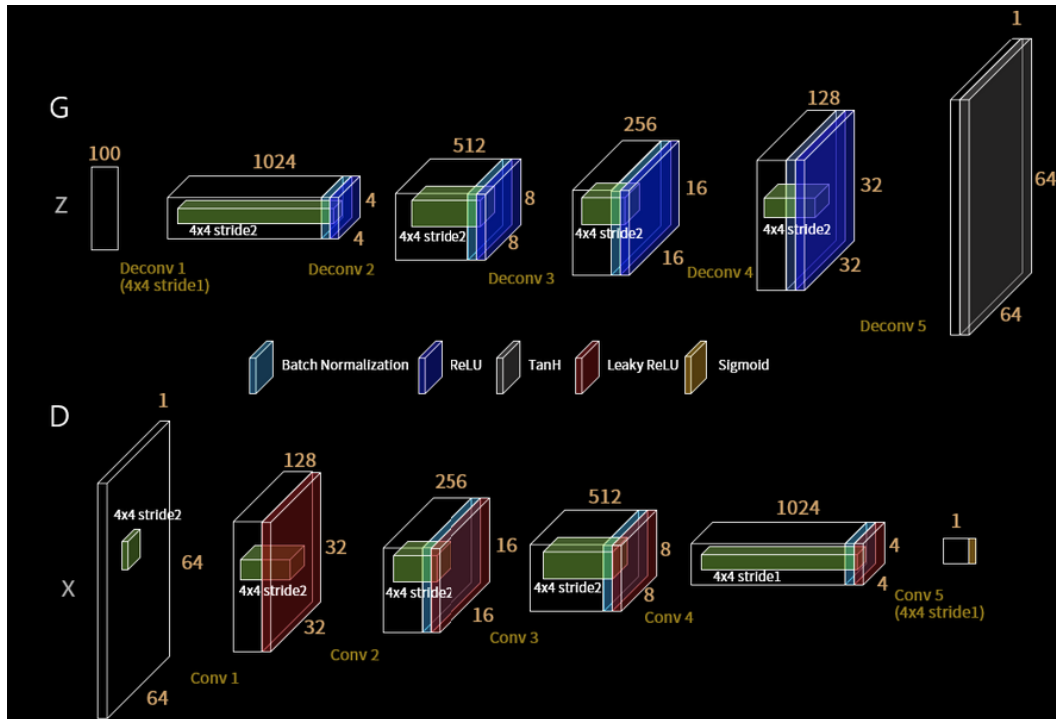 1
G
128
256
512
100
1024
64
16
32
8
4
Z
4x4 stride2
4x4 stride2
4x4 stride2
4x4 stride2
4
8
16
32
Deconv 1
(4x4 stride1)
Deconv 2
Deconv 3
Deconv 4
64
Deconv 5
Batch Normalization
ReLU
TanH
Leaky ReLU
Sigmoid
D
1
128
256
512
1024
1
4x4 stride2
64
32
16
8
4
X
4x4 stride2
4x4 stride2
4x4 stride2
4x4 stride1
4
8
16
32
Conv 5
(4x4 stride1)
Conv 4
Conv 3
Conv 2
Conv 1
64